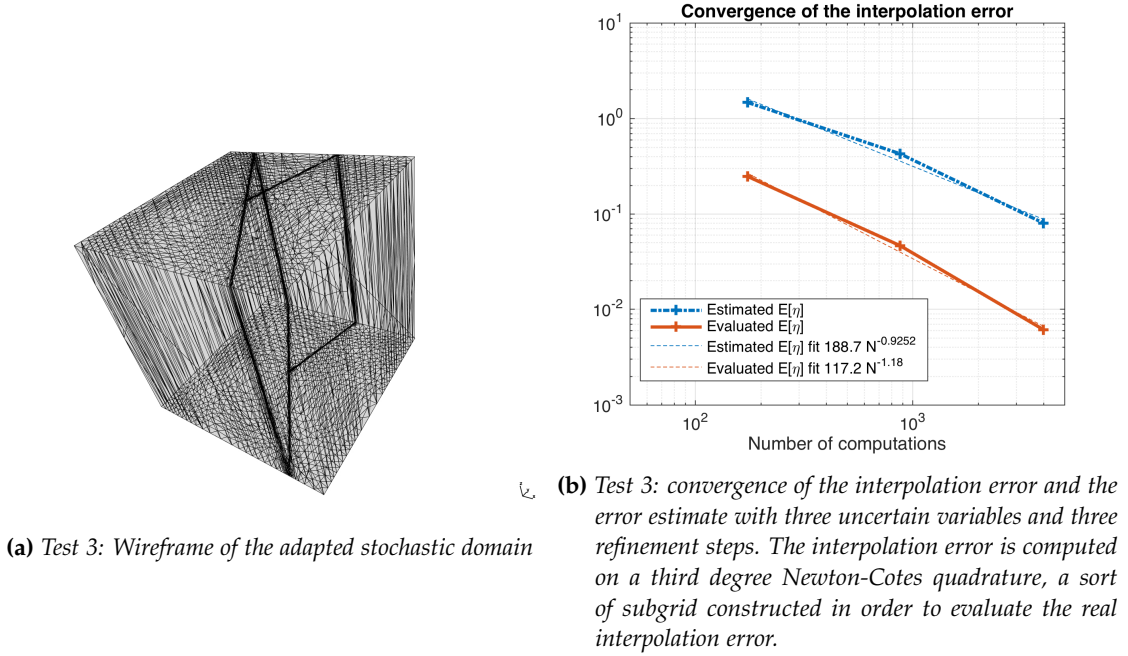 Convergence of the interpolation error
10^1
10^0
10^-1
10^-2
10^-3
Estimated E[η]
Evaluated E[η]
Estimated E[η] fit 188.7 N^-0.9252
Evaluated E[η] fit 117.2 N^-1.18
10^2
10^3
Number of computations
(a) Test 3: Wireframe of the adapted stochastic domain
(b) Test 3: convergence of the interpolation error and the
error estimate with three uncertain variables and three
refinement steps. The interpolation error is computed
on a third degree Newton-Cotes quadrature, a sort
of subgrid constructed in order to evaluate the real
interpolation error.